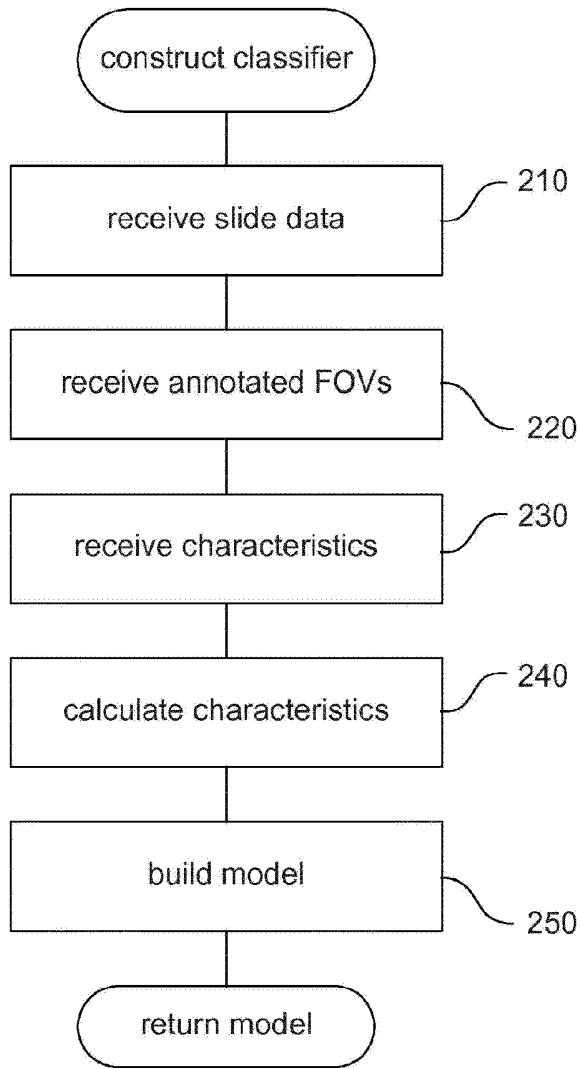 construct classifier
receive slide data
210
receive annotated FOVs
220
receive characteristics
230
calculate characteristics
240
build model
250
return model